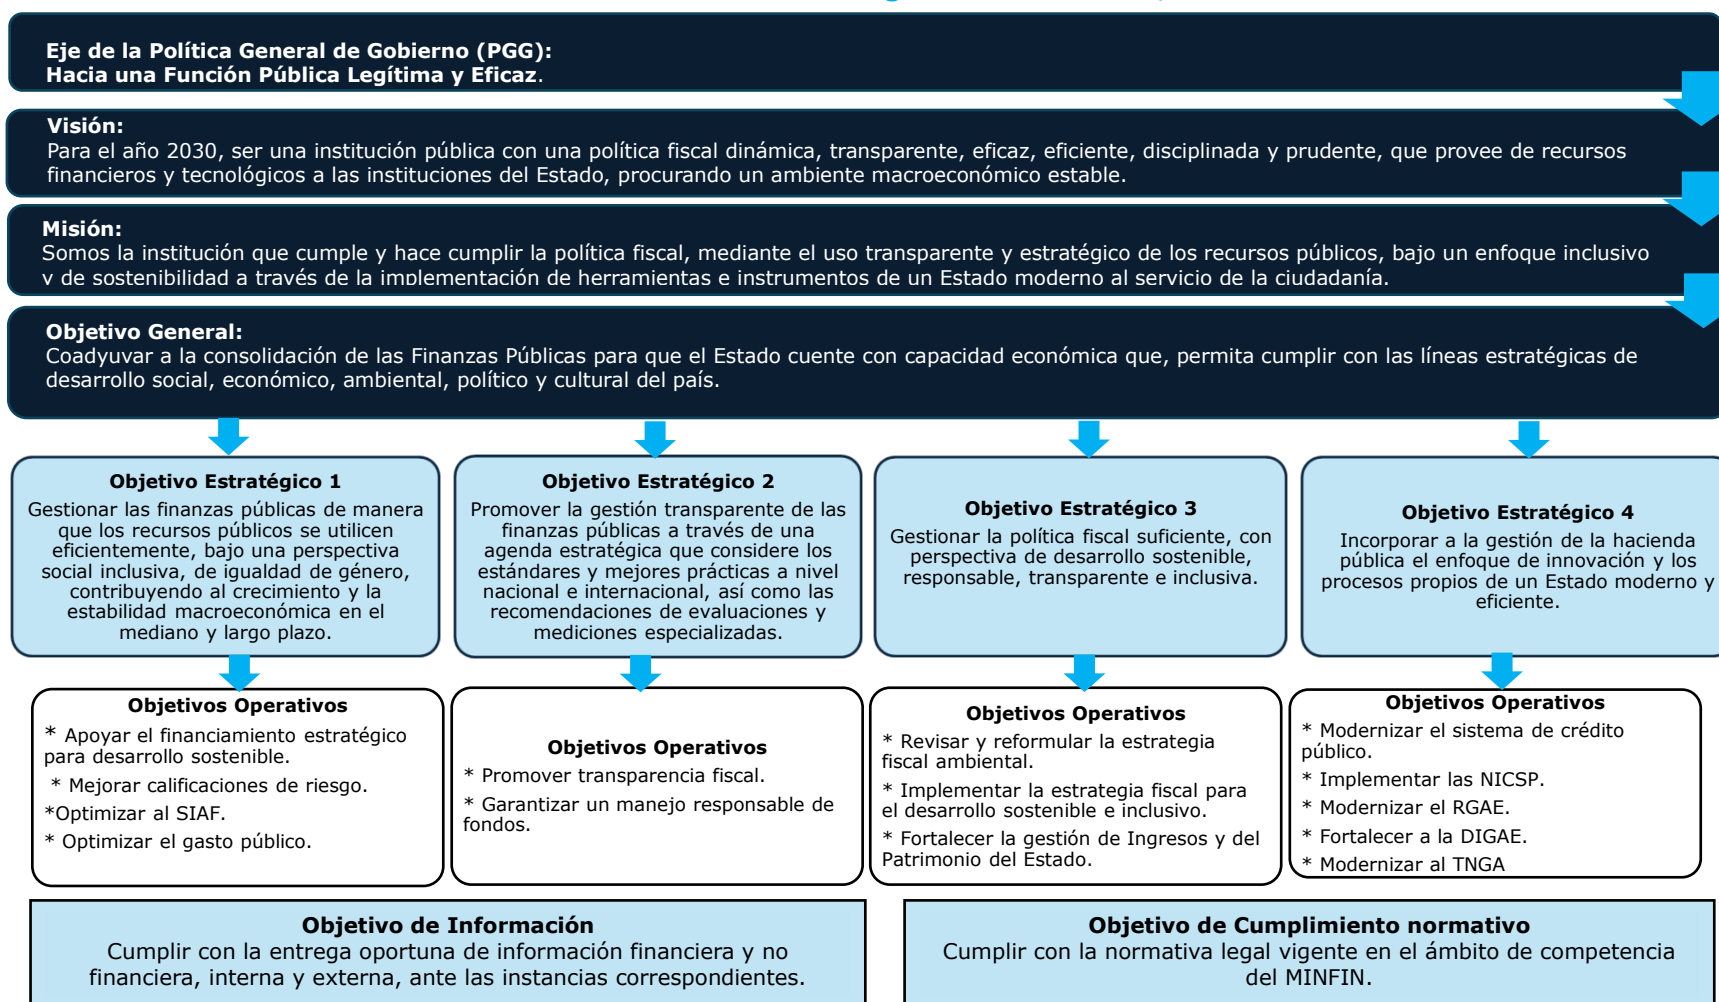 Eje de la Política General de Gobierno (PGG):
Hacia una Función Pública Legítima y Eficaz.
Visión:
Para el año 2030, ser una institución pública con una política fiscal dinámica, transparente, eficaz, eficiente, disciplinada y prudente, que provee de recursos
financieros y tecnológicos a las instituciones del Estado, procurando un ambiente macroeconómico estable.
Misión:
Somos la institución que cumple y hace cumplir la política fiscal, mediante el uso transparente y estratégico de los recursos públicos, bajo un enfoque inclusivo
y de sostenibilidad a través de la implementación de herramientas e instrumentos de un Estado moderno al servicio de la ciudadanía.
Objetivo General:
Coadyuvar a la consolidación de las Finanzas Públicas para que el Estado cuente con capacidad económica que, permita cumplir con las líneas estratégicas de
desarrollo social, económico, ambiental, político y cultural del país.
Objetivo Estratégico 1
Gestionar las finanzas públicas de manera
que los recursos públicos se utilicen
eficientemente, bajo una perspectiva
social inclusiva, de igualdad de género,
contribuyendo al crecimiento y la
estabilidad macroeconómica en el
mediano y largo plazo.
Objetivo Estratégico 2
Promover la gestión transparente de las
finanzas públicas a través de una
agenda estratégica que considere los
estándares y mejores prácticas a nivel
nacional e internacional, así como las
recomendaciones de evaluaciones y
mediciones especializadas.
Objetivo Estratégico 3
Gestionar la política fiscal suficiente, con
perspectiva de desarrollo sostenible,
responsable, transparente e inclusiva.
Objetivo Estratégico 4
Incorporar a la gestión de la hacienda
pública el enfoque de innovación y los
procesos propios de un Estado moderno y
eficiente.
Objetivos Operativos
* Apoyar el financiamiento estratégico
para desarrollo sostenible.
* Mejorar calificaciones de riesgo.
*Optimizar al SIAF.
* Optimizar el gasto público.
Objetivos Operativos
* Promover transparencia fiscal.
* Garantizar un manejo responsable de
fondos.
Objetivos Operativos
* Revisar y reformular la estrategia
fiscal ambiental.
* Implementar la estrategia fiscal para
el desarrollo sostenible e inclusivo.
* Fortalecer la gestión de Ingresos y del
Patrimonio del Estado.
Objetivos Operativos
* Modernizar el sistema de crédito
público.
* Implementar las NICSP.
* Modernizar el RGAE.
* Fortalecer a la DIGAE.
* Modernizar al TNGA
Objetivo de Información
Cumplir con la entrega oportuna de información financiera y no
financiera, interna y externa, ante las instancias correspondientes.
Objetivo de Cumplimiento normativo
Cumplir con la normativa legal vigente en el ámbito de competencia
del MINFIN.